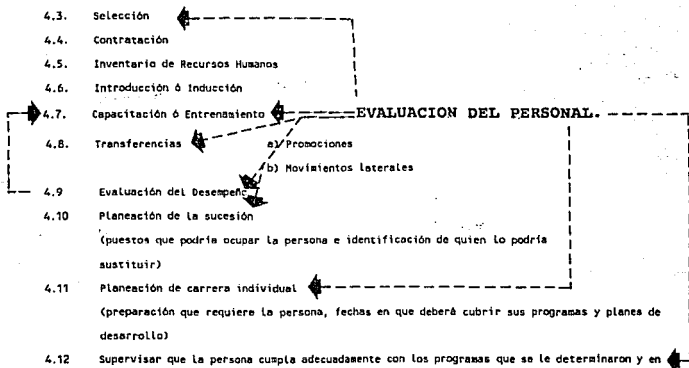 4.3. Selección
4.4. Contratación
4.5. Inventario de Recursos Humanos
4.6. Introducción ó Inducción
4.7. Capacitación ó Entrenamiento EVALUACION DEL PERSONAL.
4.8. Transferencias a) Promociones
b) Movimientos laterales
4.9 Evaluación del Desempeño
4.10 Planeación de la sucesión
(puestos que podría ocupar la persona e identificación de quien lo podría
sustituir)
4.11 Planeación de carrera individual
(preparación que requiere la persona, fechas en que deberá cubrir sus programas y planes de
desarrollo)
4.12 Supervisar que la persona cumpla adecuadamente con los programas que se le determinaron y en